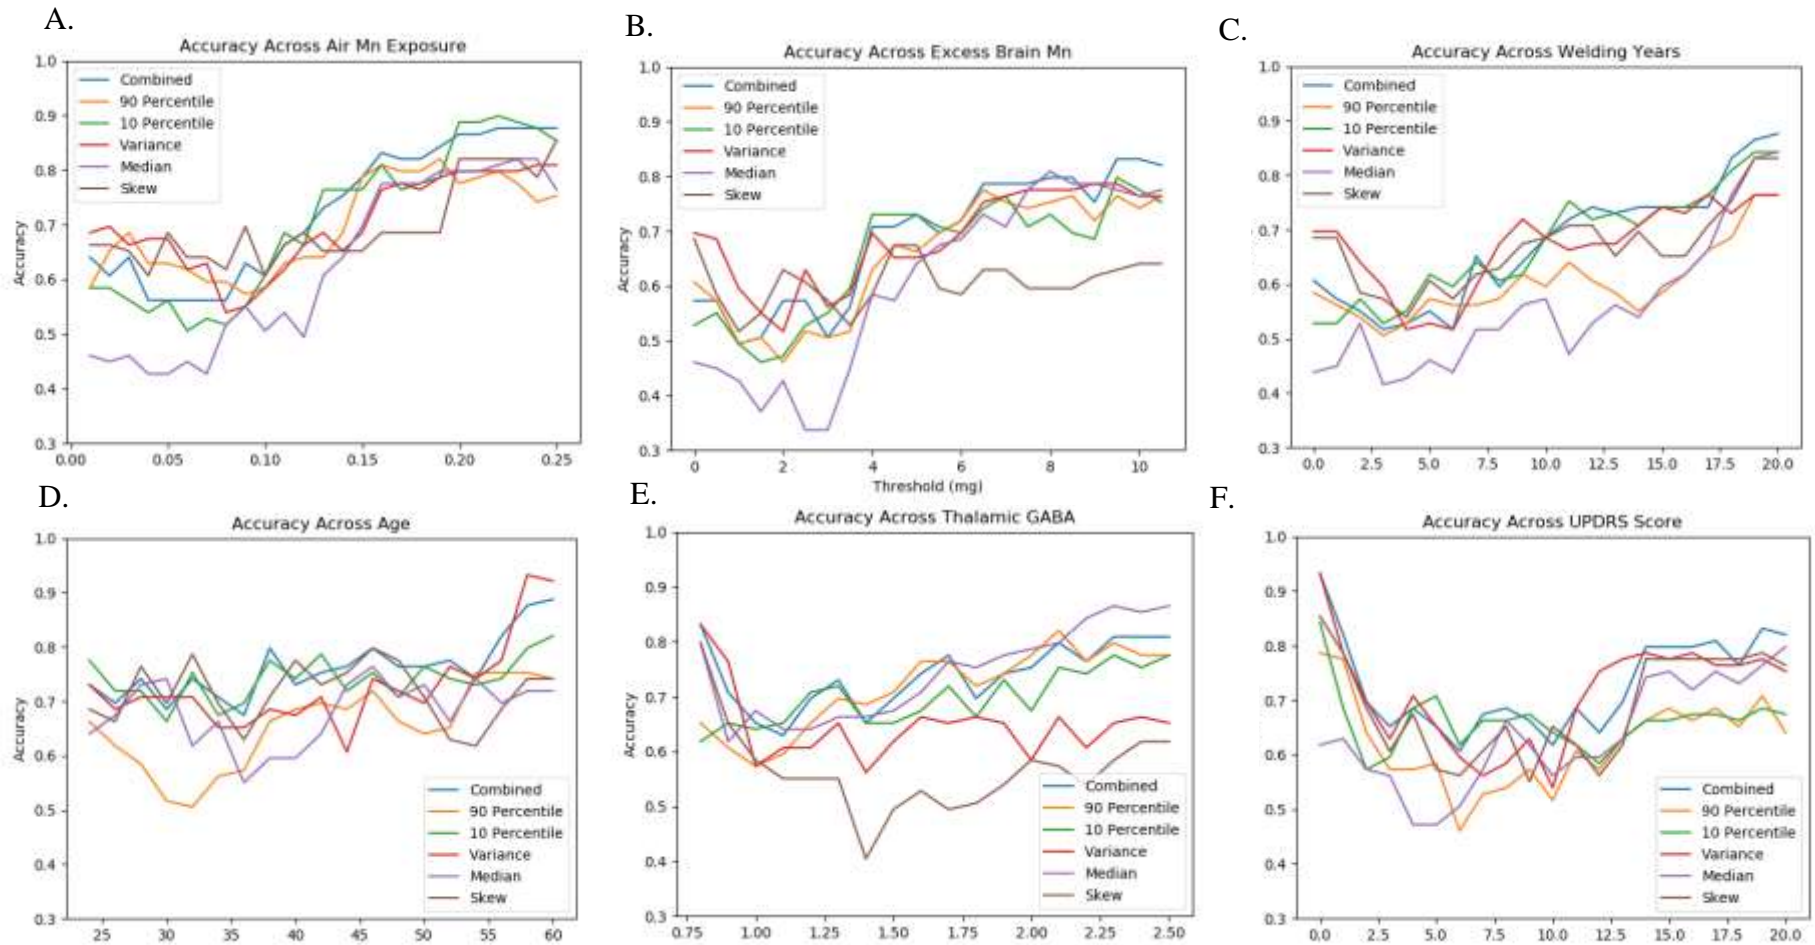 A.
Accuracy Across Air Mn Exposure
1.0
0.9
0.8
0.7
0.6
0.5
0.4
0.3
Accuracy
Combined
90 Percentile
10 Percentile
Variance
Median
Skew
0.00 0.05 0.10 0.15 0.20 0.25
B.
Accuracy Across Excess Brain Mn
1.0
0.9
0.8
0.7
0.6
0.5
0.4
0.3
Accuracy
Combined
90 Percentile
10 Percentile
Variance
Median
Skew
0 2 4 6 8 10
Threshold (mg)
C.
Accuracy Across Welding Years
1.0
0.9
0.8
0.7
0.6
0.5
0.4
0.3
Combined
90 Percentile
10 Percentile
Variance
Median
Skew
0.0 2.5 5.0 7.5 10.0 12.5 15.0 17.5 20.0
D.
Accuracy Across Age
1.0
0.9
0.8
0.7
0.6
0.5
0.4
0.3
Accuracy
Combined
90 Percentile
10 Percentile
Variance
Median
Skew
25 30 35 40 45 50 55 60
E.
Accuracy Across Thalamic GABA
1.0
0.9
0.8
0.7
0.6
0.5
0.4
0.3
Accuracy
Combined
90 Percentile
10 Percentile
Variance
Median
Skew
0.75 1.00 1.25 1.50 1.75 2.00 2.25 2.50
F.
Accuracy Across UPDRS Score
1.0
0.9
0.8
0.7
0.6
0.5
0.4
0.3
Combined
90 Percentile
10 Percentile
Variance
Median
Skew
0.0 2.5 5.0 7.5 10.0 12.5 15.0 17.5 20.0